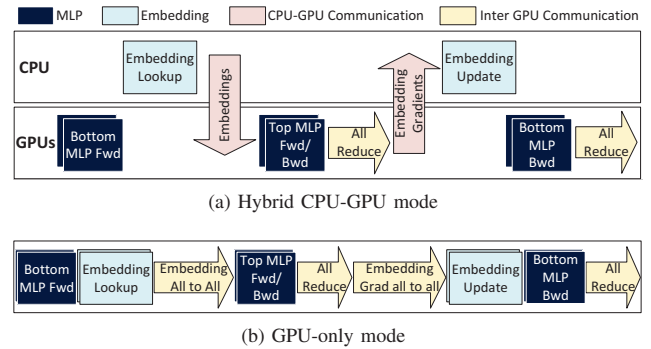 MLP Embedding CPU-GPU Communication Inter GPU Communication
CPU
Embedding
Lookup
Embeddings
Embedding
Gradients
Embedding
Update
GPUs
Bottom
MLP Fwd
Top MLP
Fwd/
Bwd
All
Reduce
Bottom
MLP
Bwd
All
Reduce
(a) Hybrid CPU-GPU mode
Bottom
MLP Fwd
Embedding
Lookup
Embedding
All to All
Top MLP
Fwd/
Bwd
All
Reduce
Embedding
Grad all to all
Embedding
Update
Bottom
MLP
Bwd
All
Reduce
(b) GPU-only mode